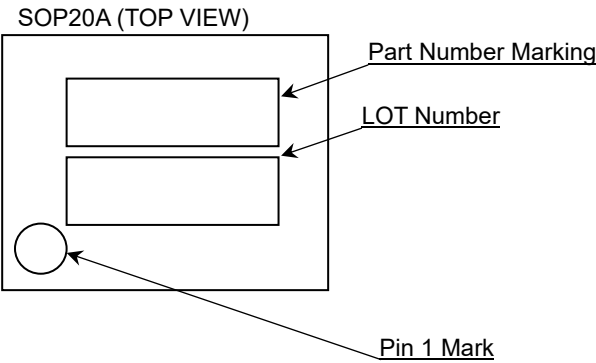 SOP20A (TOP VIEW)
Part Number Marking
LOT Number
Pin 1 Mark